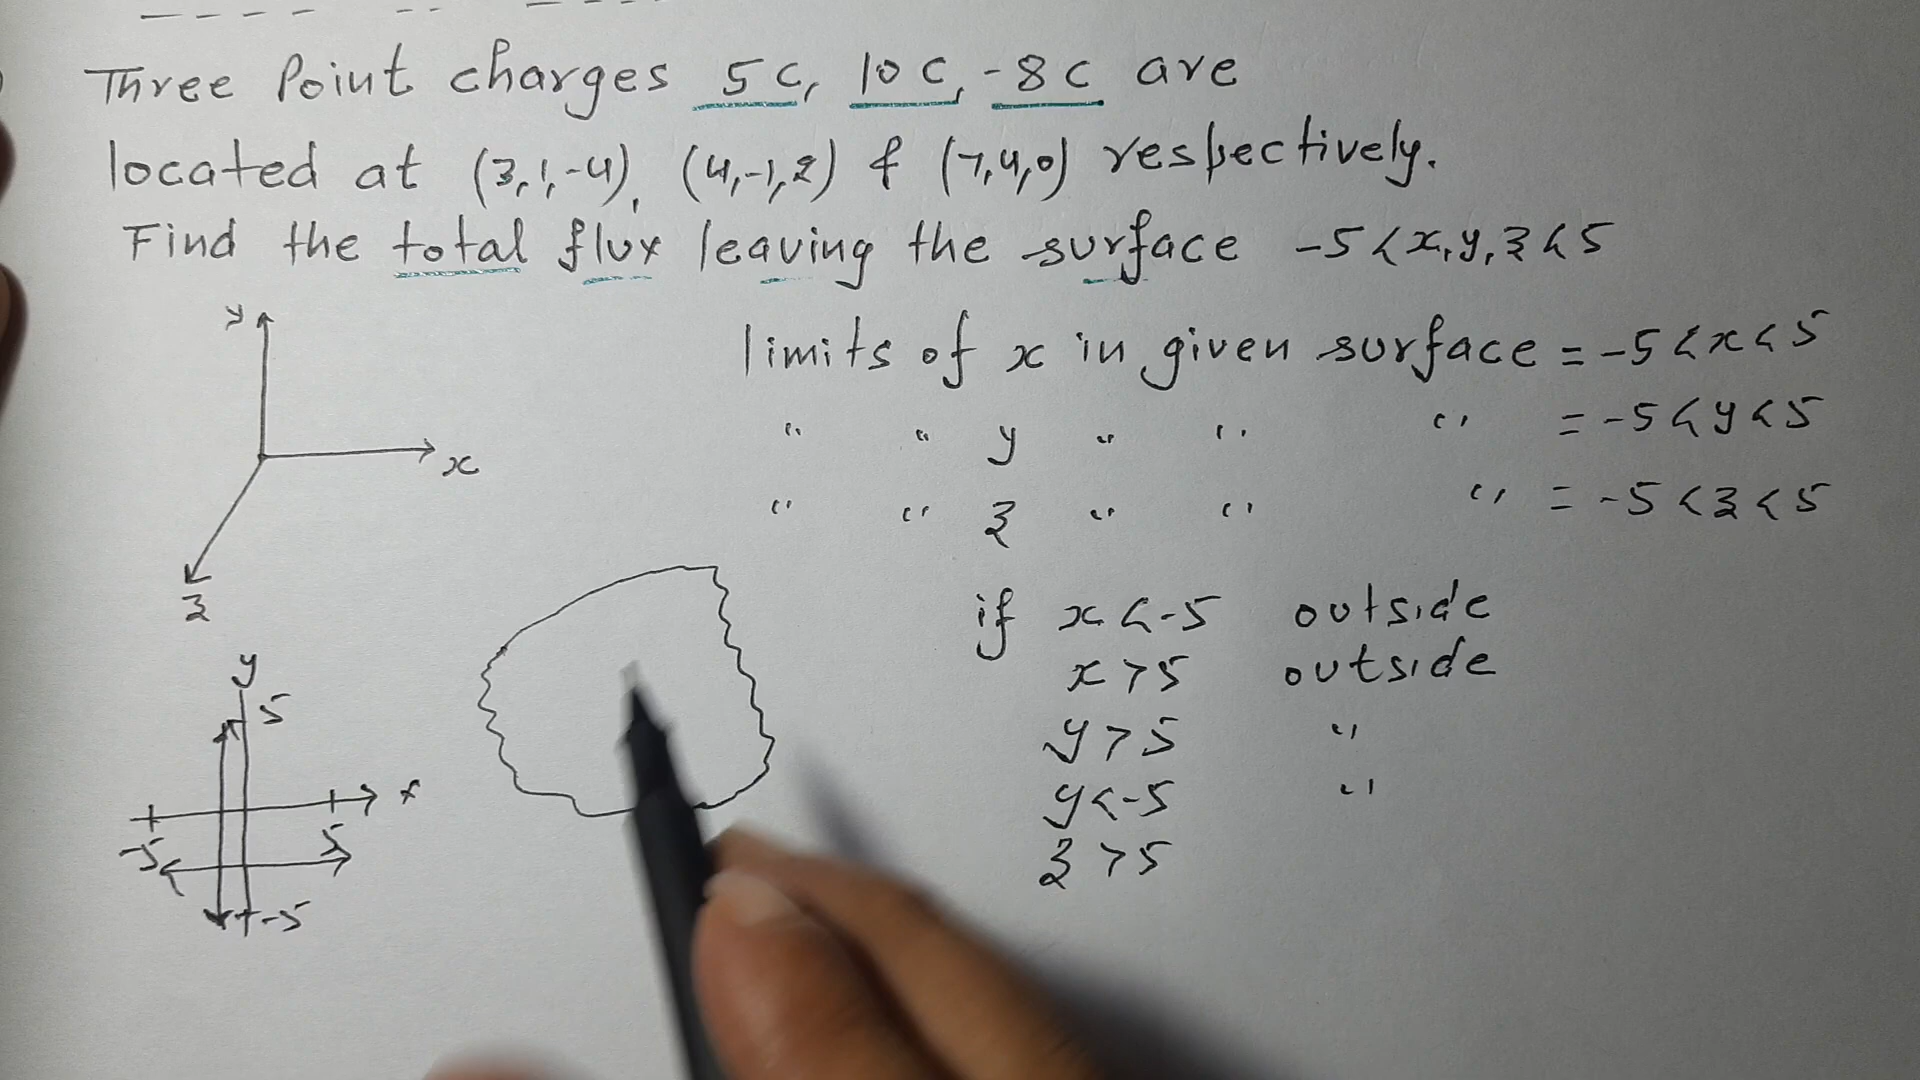 Three Point charges 5C, 10C, -8C are
located at (3,1,-4), (4,-1,2) & (7,4,0) respectively.
Find the total flux leaving the surface -5<x,y,z<5
limits of x in given surface = -5<x<5
" " y " " " = -5<y<5
" " z " " " = -5<z<5
if x<-5 outside
x>5 outside
y>5 "
y<-5 "
z>5
y
x
z
y
5
x
-5
5
-5